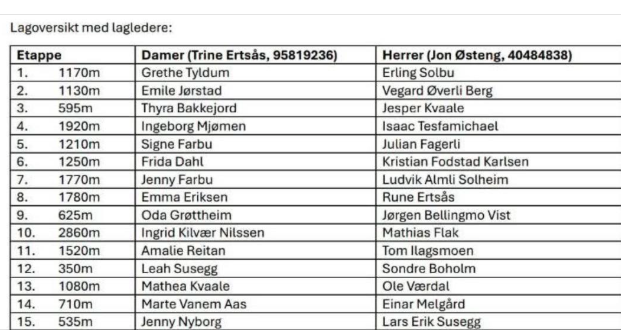 Lagoversikt med lagledere:
Etappe Damer (Trine Ertsås, 95819236) Herrer (Jon Østeng, 40484838)
1. 1170m Grethe Tyldum Erling Solbu
2. 1130m Emile Jørstad Vegard Øverli Berg
3. 595m Thyra Bakkejord Jesper Kvaale
4. 1920m Ingeborg Mjømen Isaac Tesfamichael
5. 1210m Signe Farbu Julian Fagerli
6. 1250m Frida Dahl Kristian Fodstad Karlsen
7. 1770m Jenny Farbu Ludvik Almli Solheim
8. 1780m Emma Eriksen Rune Ertsås
9. 625m Oda Grøttheim Jørgen Bellingmo Vist
10. 2860m Ingrid Kilvær Nilssen Mathias Flak
11. 1520m Amalie Reitan Tom Ilagsmoen
12. 350m Leah Susegg Sondre Boholm
13. 1080m Mathea Kvaale Ole Værdal
14. 710m Marte Vanem Aas Einar Melgård
15. 535m Jenny Nyborg Lars Erik Susegg